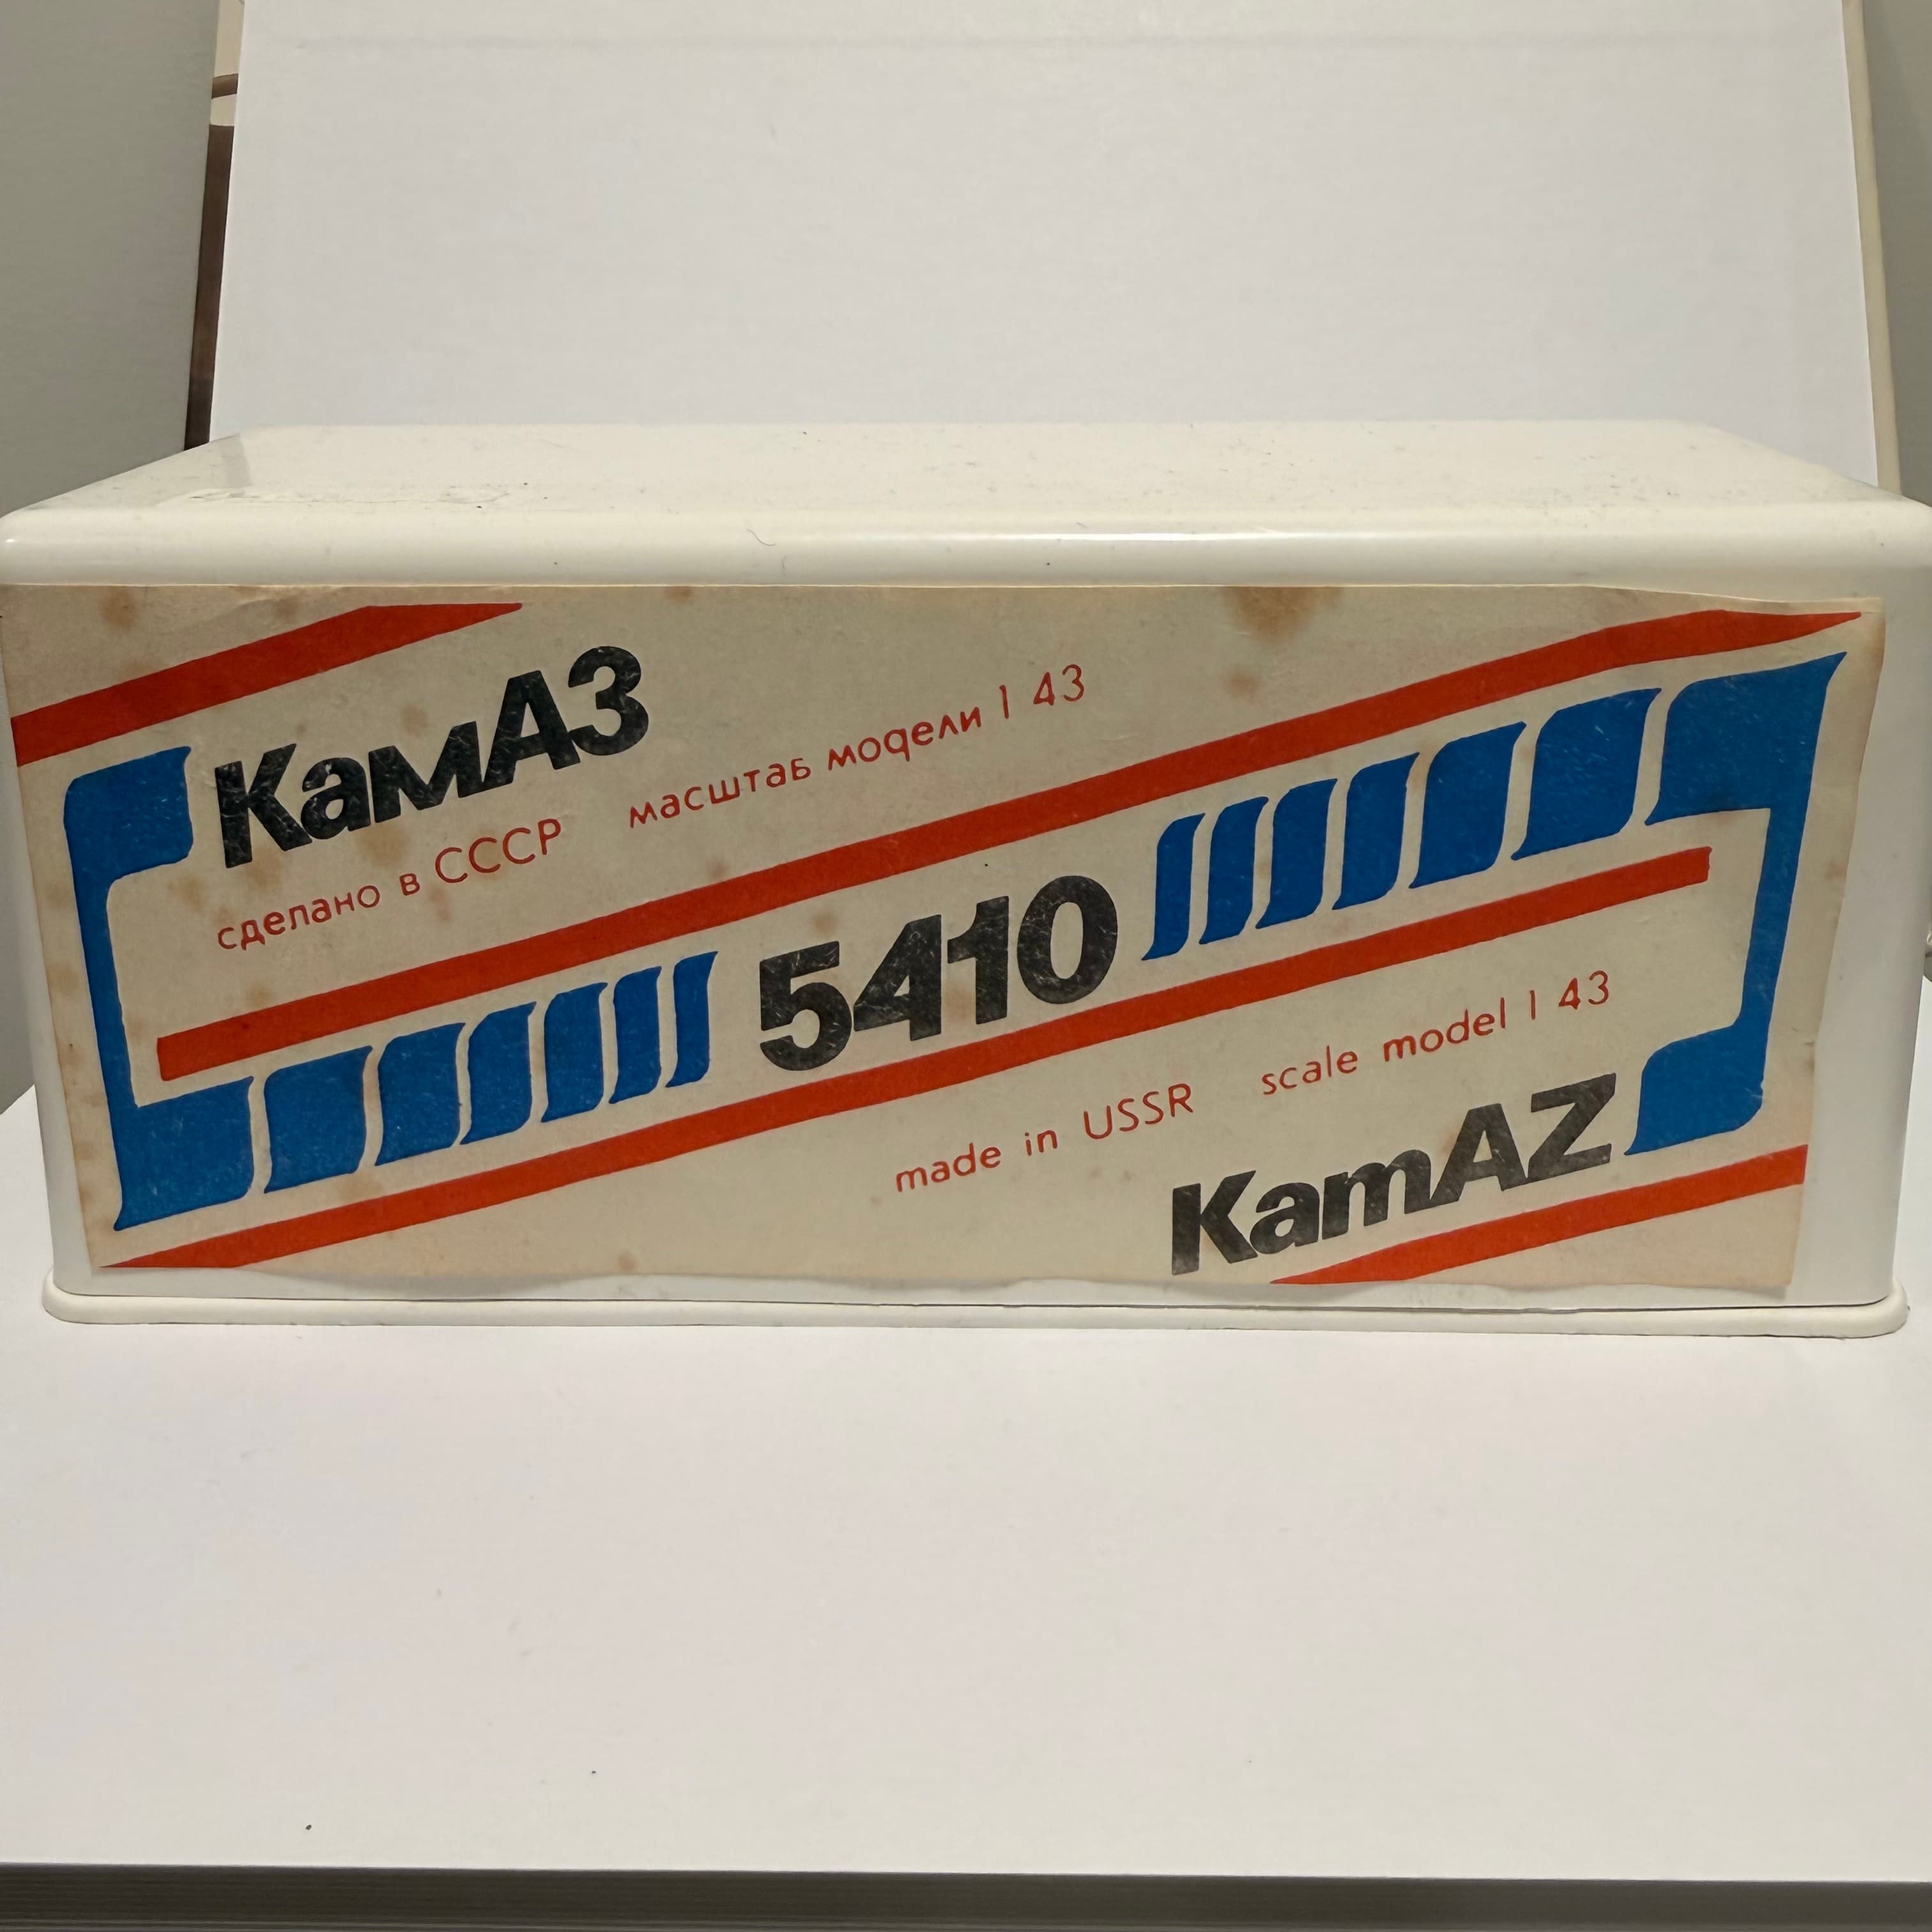 КамАЗ
сделано в СССР масштаб модели 1 43
5410
made in USSR scale model 1 43
KamAZ